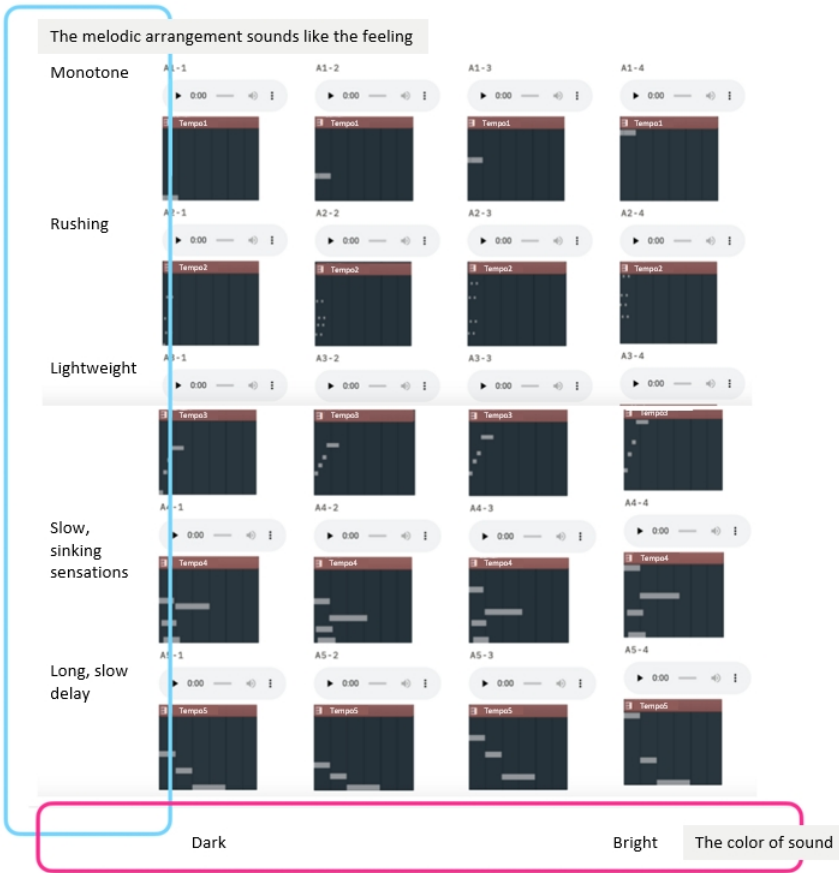 The melodic arrangement sounds like the feeling
Monotone
A1-1 A1-2 A1-3 A1-4
0:00 0:00 0:00 0:00
Tempo1 Tempo1 Tempo1 Tempo1
Rushing
A2-1 A2-2 A2-3 A2-4
0:00 0:00 0:00 0:00
Tempo2 Tempo2 Tempo2 Tempo2
Lightweight
A3-1 A3-2 A3-3 A3-4
0:00 0:00 0:00 0:00
Tempo3 Tempo3 Tempo3 Tempo3
A4-1 A4-2 A4-3 A4-4
Slow,
sinking
sensations
0:00 0:00 0:00 0:00
Tempo4 Tempo4 Tempo4 Tempo4
A5-1 A5-2 A5-3 A5-4
Long, slow
delay
0:00 0:00 0:00 0:00
Tempo5 Tempo5 Tempo5 Tempo5
Dark Bright The color of sound